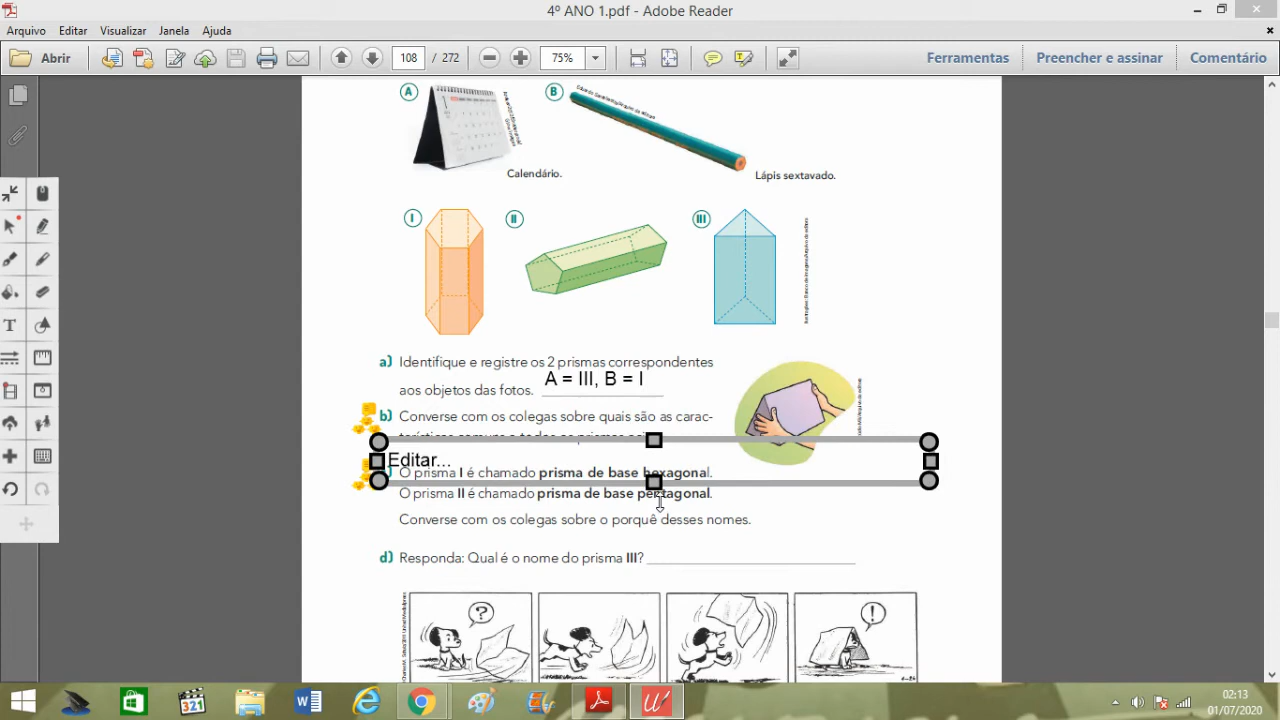 4º ANO 1.pdf - Adobe Reader
Arquivo Editar Visualizar Janela Ajuda
Abrir 108 / 272 75% Ferramentas Preencher e assinar Comentário
A B
Calendário.
Lápis sextavado.
I II III
a) Identifique e registre os 2 prismas correspondentes
aos objetos das fotos. A = III, B = I
b) Converse com os colegas sobre quais são as carac-
Editar...
O prisma I é chamado prisma de base hexagonal.
O prisma II é chamado prisma de base pentagonal.
Converse com os colegas sobre o porquê desses nomes.
d) Responda: Qual é o nome do prisma III?
? !
321
02:13
01/07/2020